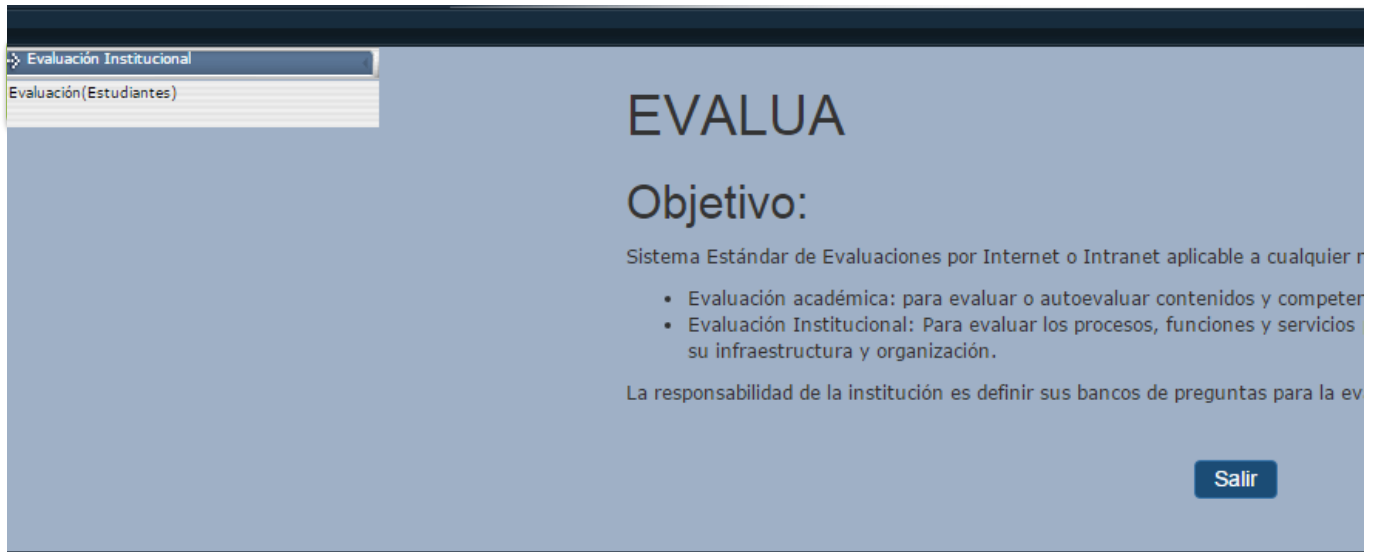 Evaluación Institucional
Evaluación(Estudiantes)
EVALUA
Objetivo:
Sistema Estándar de Evaluaciones por Internet o Intranet aplicable a cualquier
• Evaluación académica: para evaluar o autoevaluar contenidos y competen
• Evaluación Institucional: Para evaluar los procesos, funciones y servicios
su infraestructura y organización.
La responsabilidad de la institución es definir sus bancos de preguntas para la ev
Salir